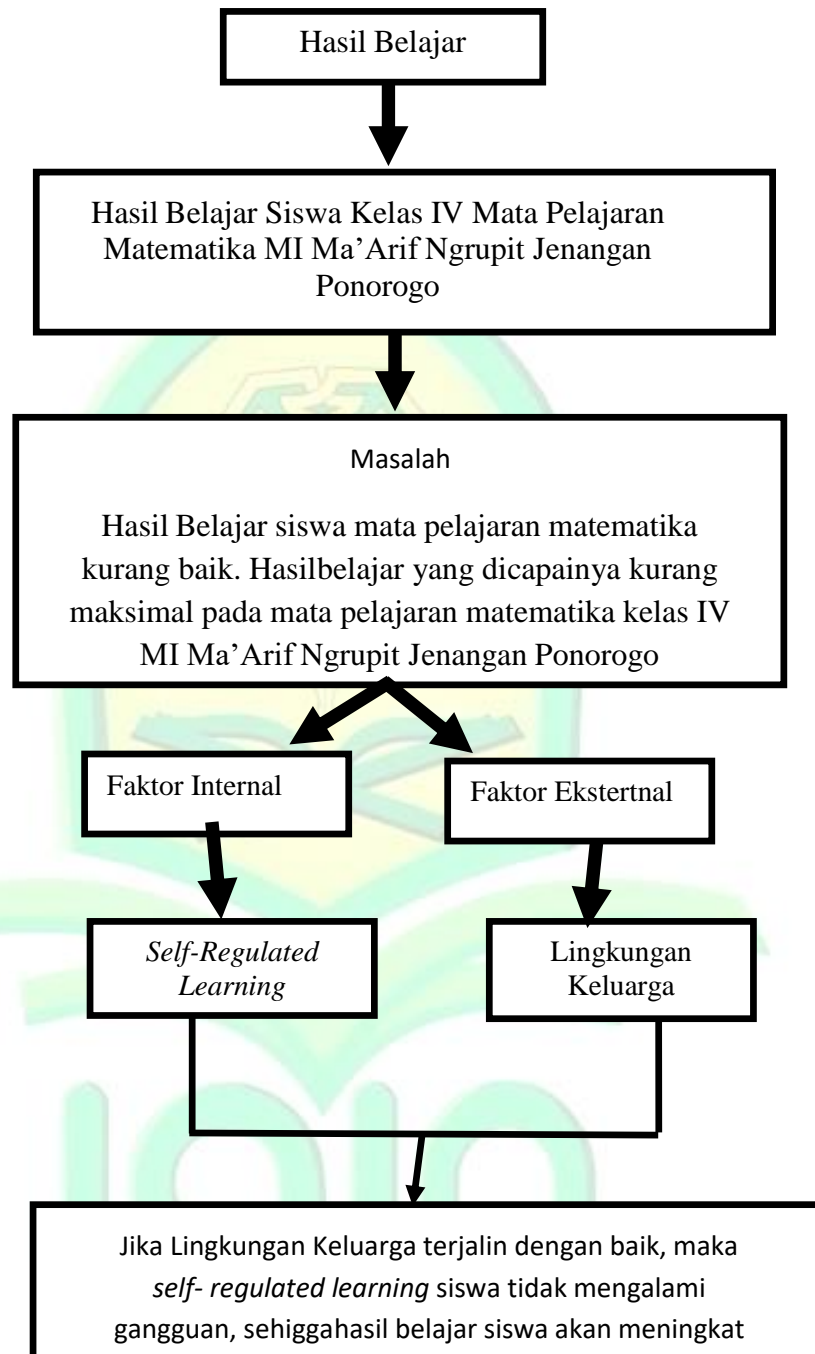 Hasil Belajar
Hasil Belajar Siswa Kelas IV Mata Pelajaran
Matematika MI Ma’Arif Ngrupit Jenangan
Ponorogo
Masalah
Hasil Belajar siswa mata pelajaran matematika
kurang baik. Hasilbelajar yang dicapainya kurang
maksimal pada mata pelajaran matematika kelas IV
MI Ma’Arif Ngrupit Jenangan Ponorogo
Faktor Internal
Faktor Ekstertnal
Self-Regulated
Learning
Lingkungan
Keluarga
Jika Lingkungan Keluarga terjalin dengan baik, maka
self- regulated learning siswa tidak mengalami
gangguan, sehiggahasil belajar siswa akan meningkat